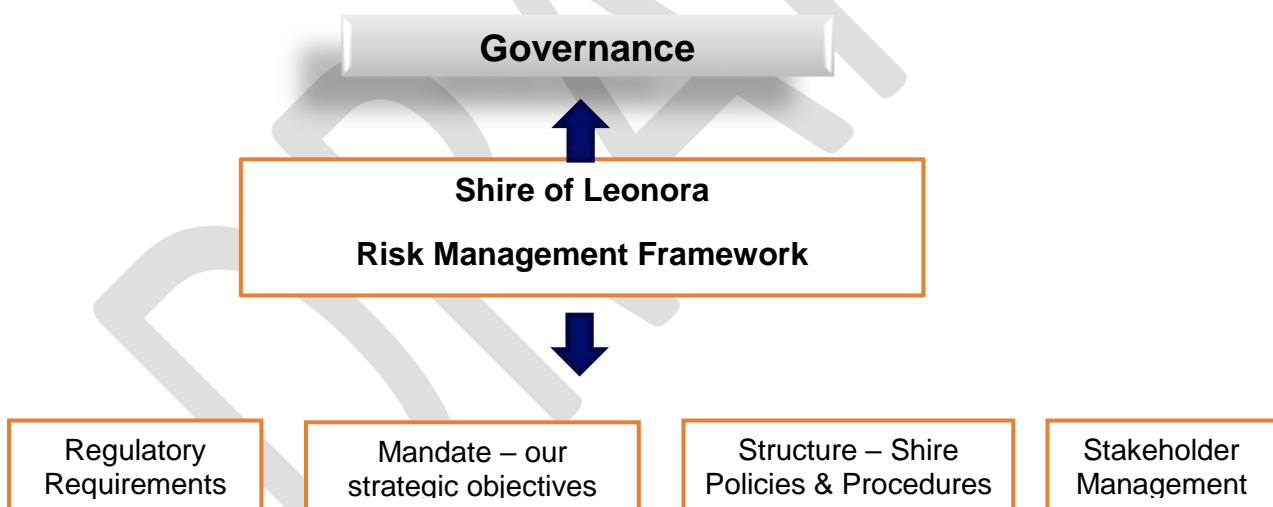 Governance
Shire of Leonora
Risk Management Framework
Regulatory
Requirements
Mandate – our
strategic objectives
Structure – Shire
Policies & Procedures
Stakeholder
Management